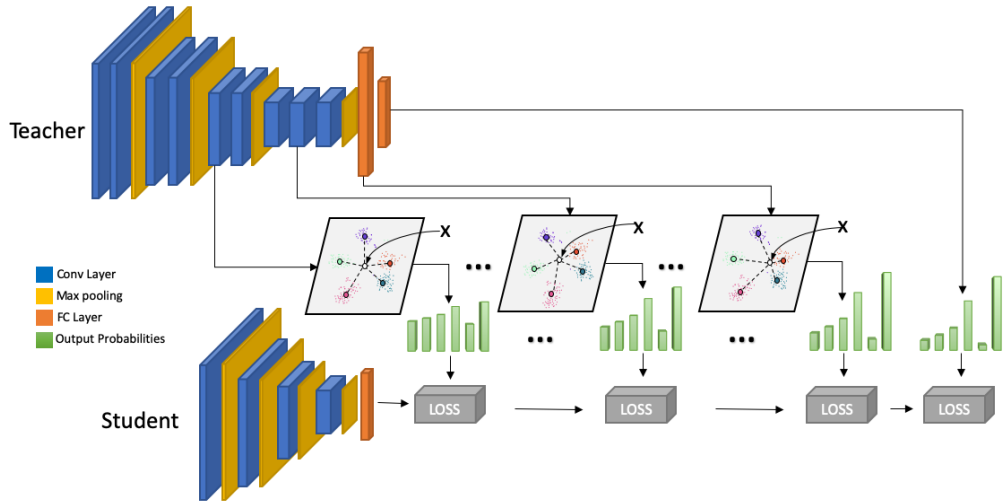 Teacher
X
X
X
Conv Layer
Max pooling
FC Layer
Output Probabilities
Student
LOSS
LOSS
LOSS
LOSS